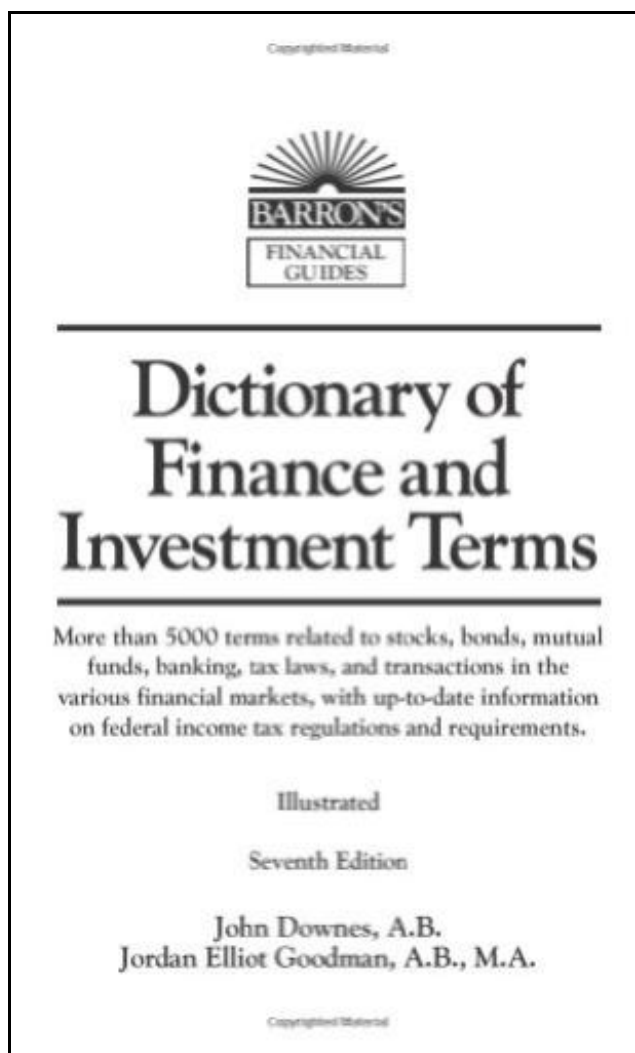 Copyrighted Material
BARRON'S
FINANCIAL
GUIDES
Dictionary of
Finance and
Investment Terms
More than 5000 terms related to stocks, bonds, mutual
funds, banking, tax laws, and transactions in the
various financial markets, with up-to-date information
on federal income tax regulations and requirements.
Illustrated
Seventh Edition
John Downes, A.B.
Jordan Elliot Goodman, A.B., M.A.
Copyrighted Material